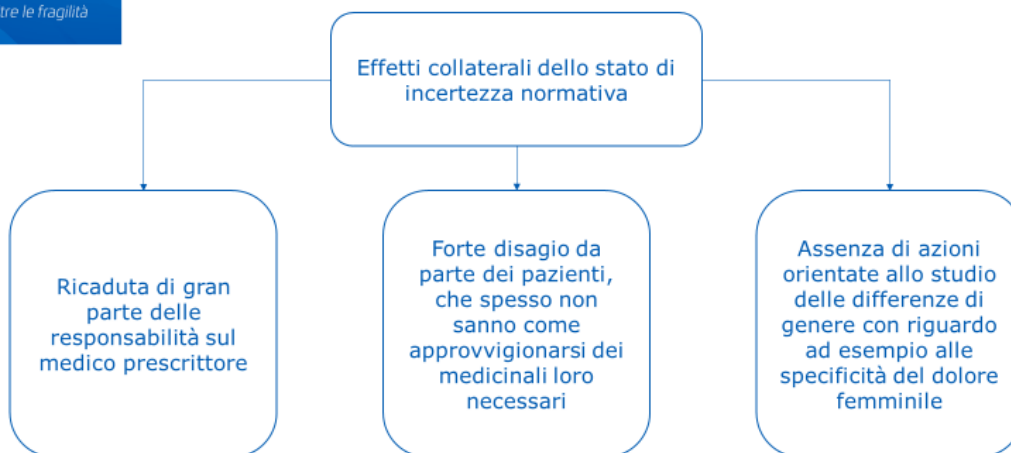 tre le fragilità
Effetti collaterali dello stato di
incertezza normativa
Ricaduta di gran
parte delle
responsabilità sul
medico prescrittore
Forte disagio da
parte dei pazienti,
che spesso non
sanno come
approvvigionarsi dei
medicinali loro
necessari
Assenza di azioni
orientate allo studio
delle differenze di
genere con riguardo
ad esempio alle
specificità del dolore
femminile